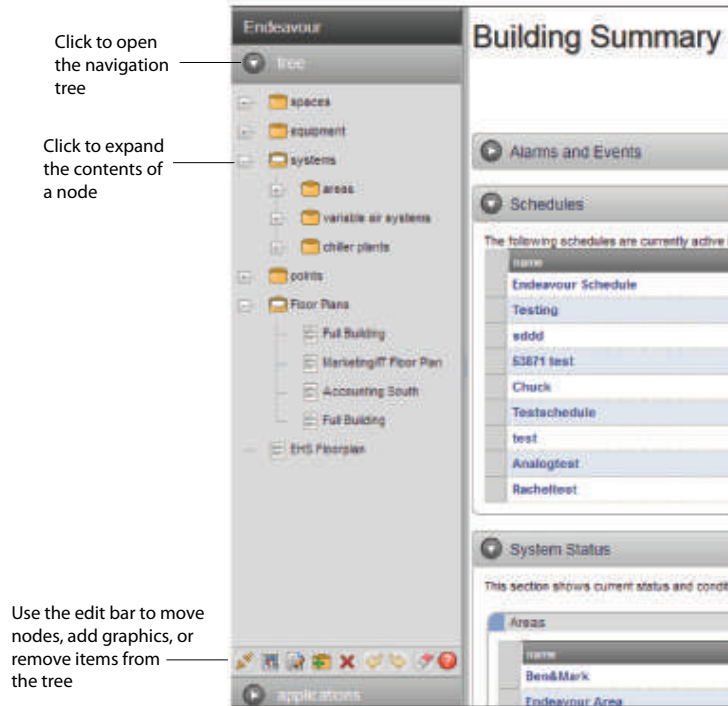 Endeavour
Building Summary
Click to open
the navigation
tree
tree
spaces
equipment
Click to expand
the contents of
a node
systems
areas
variable air systems
chiller plants
points
Floor Plans
Full Building
Marketing/IT Floor Plan
Accounting South
Full Building
EHS Floorplan
Alarms and Events
Schedules
The following schedules are currently active
name
Endeavour Schedule
Testing
sddd
53871 test
Chuck
Testschedule
test
Analogtest
Racheltest
System Status
This section shows current status and condit
Areas
name
Ben&Mark
Endeavour Area
Use the edit bar to move
nodes, add graphics, or
remove items from
the tree
applications